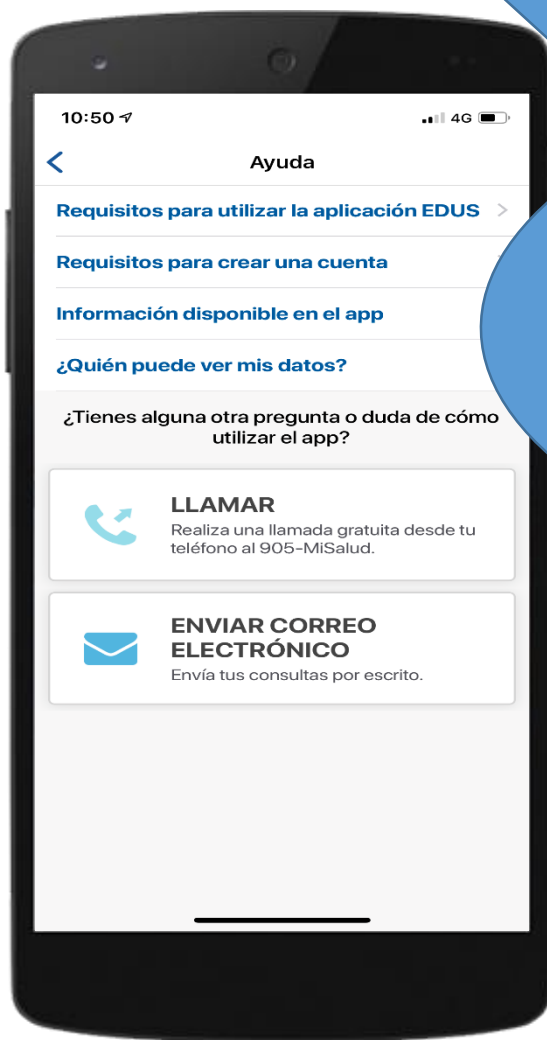 10:50
4G
Ayuda
Requisitos para utilizar la aplicación EDUS
Requisitos para crear una cuenta
Información disponible en el app
¿Quién puede ver mis datos?
¿Tienes alguna otra pregunta o duda de cómo
utilizar el app?
LLAMAR
Realiza una llamada gratuita desde tu
teléfono al 905-MiSalud.
ENVIAR CORREO
ELECTRÓNICO
Envía tus consultas por escrito.